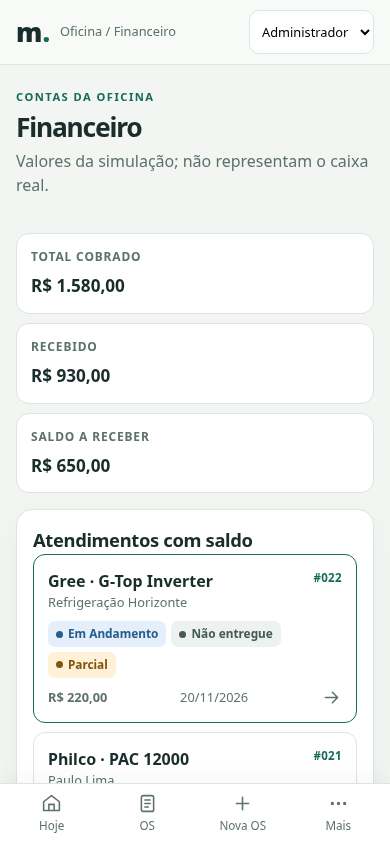 m. Oficina / Financeiro Administrador
CONTAS DA OFICINA
Financeiro
Valores da simulação; não representam o caixa
real.
TOTAL COBRADO
R$ 1.580,00
RECEBIDO
R$ 930,00
SALDO A RECEBER
R$ 650,00
Atendimentos com saldo
Gree · G-Top Inverter #022
Refrigeração Horizonte
Em Andamento Não entregue
Parcial
R$ 220,00 20/11/2026
Philco · PAC 12000 #021
Paulo Lima
Hoje OS Nova OS Mais